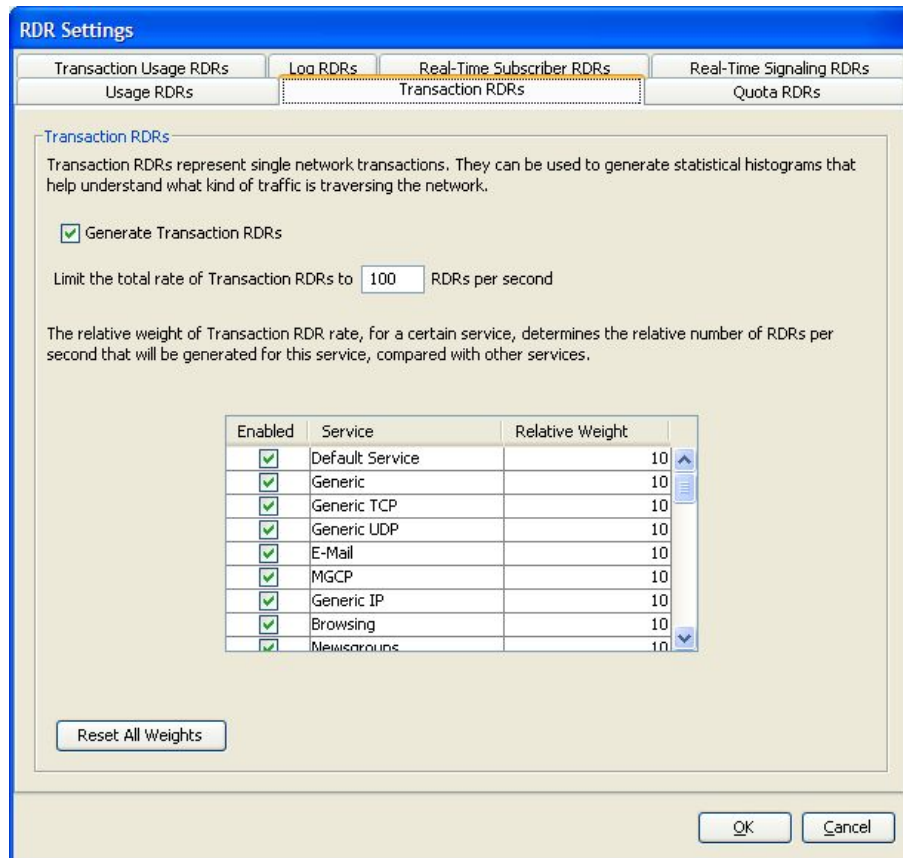 RDR Settings
Transaction Usage RDRs
Log RDRs
Real-Time Subscriber RDRs
Real-Time Signaling RDRs
Usage RDRs
Transaction RDRs
Quota RDRs
Transaction RDRs
Transaction RDRs represent single network transactions. They can be used to generate statistical histograms that
help understand what kind of traffic is traversing the network.
Generate Transaction RDRs
Limit the total rate of Transaction RDRs to 100 RDRs per second
The relative weight of Transaction RDR rate, for a certain service, determines the relative number of RDRs per
second that will be generated for this service, compared with other services.
Enabled Service Relative Weight
Default Service 10
Generic 10
Generic TCP 10
Generic UDP 10
E-Mail 10
MGCP 10
Generic IP 10
Browsing 10
Newsgroups 10
Reset All Weights
OK Cancel